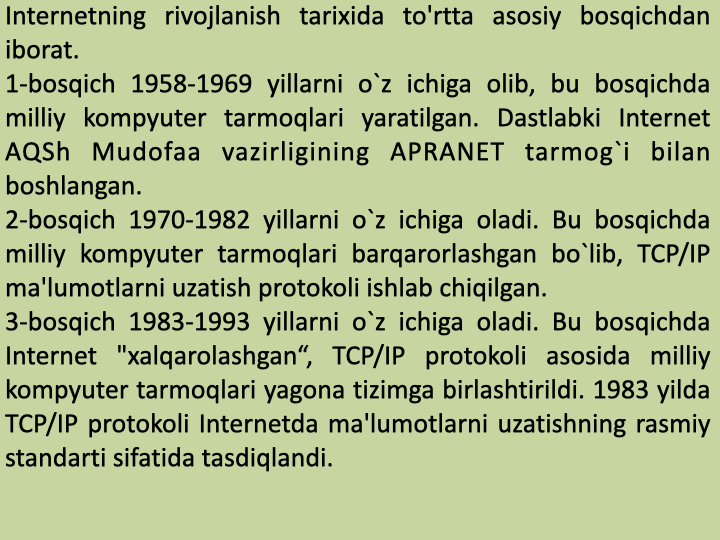 Internetning rivojlanish tarixida to'rtta asosiy bosqichdan
iborat.
1-bosqich 1958-1969 yillarni o`z ichiga olib, bu bosqichda
milliy kompyuter tarmoqlari yaratilgan. Dastlabki Internet
AQSh Mudofaa vazirligining APRANET tarmog`i bilan
boshlangan.
2-bosqich 1970-1982 yillarni o`z ichiga oladi. Bu bosqichda
milliy kompyuter tarmoqlari barqarorlashgan bo`lib, TCP/IP
ma'lumotlarni uzatish protokoli ishlab chiqilgan.
3-bosqich 1983-1993 yillarni o`z ichiga oladi. Bu bosqichda
Internet "xalqarolashgan“, TCP/IP protokoli asosida milliy
kompyuter tarmoqlari yagona tizimga birlashtirildi. 1983 yilda
TCP/IP protokoli Internetda ma'lumotlarni uzatishning rasmiy
standarti sifatida tasdiqlandi.